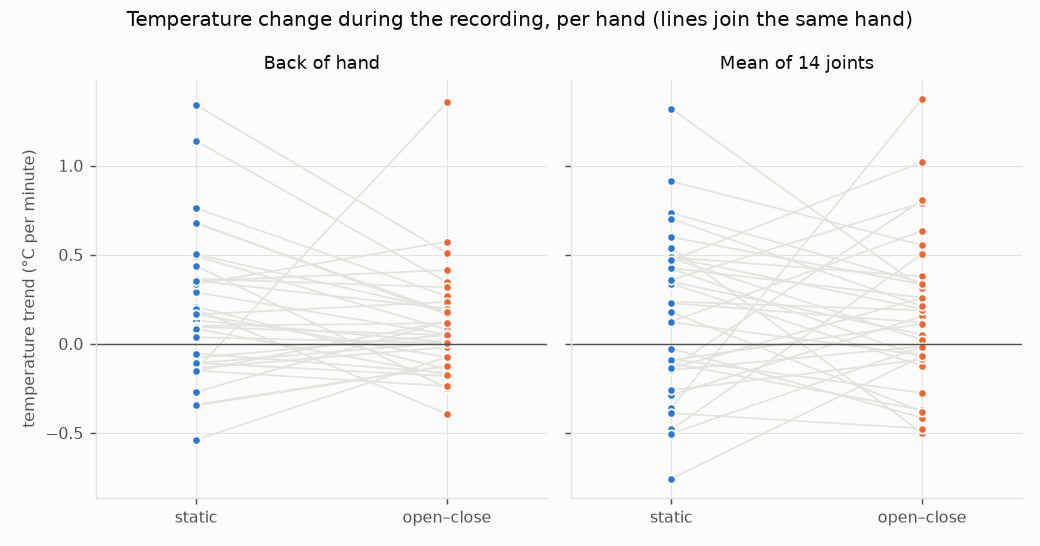 Temperature change during the recording, per hand (lines join the same hand)
Back of hand
Mean of 14 joints
temperature trend (°C per minute)
1.0
0.5
0.0
−0.5
static
open–close
static
open–close